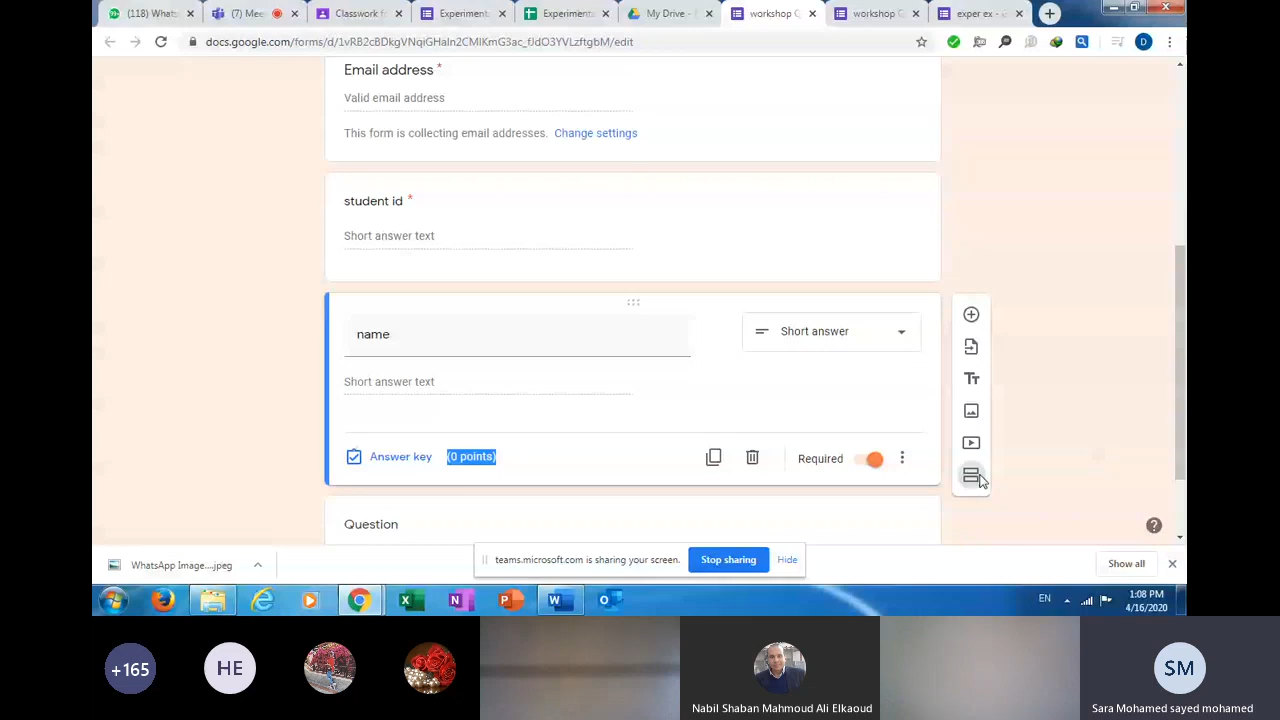 (118) Whats
(7) Mee
Classwork f
Experim
Experimenta
My Drive -
workshop Q
workshop
exper ex - G
docs.google.com/forms/d/
/edit
D
Email address *
Valid email address
This form is collecting email addresses. Change settings
student id *
Short answer text
name
Short answer
Short answer text
Answer key (0 points)
Required
Question
teams.microsoft.com is sharing your screen. Stop sharing Hide
WhatsApp Image....jpeg
Show all
EN
1:08 PM
4/16/2020
+165
HE
SM
Nabil Shaban Mahmoud Ali Elkaoud
Sara Mohamed sayed mohamed